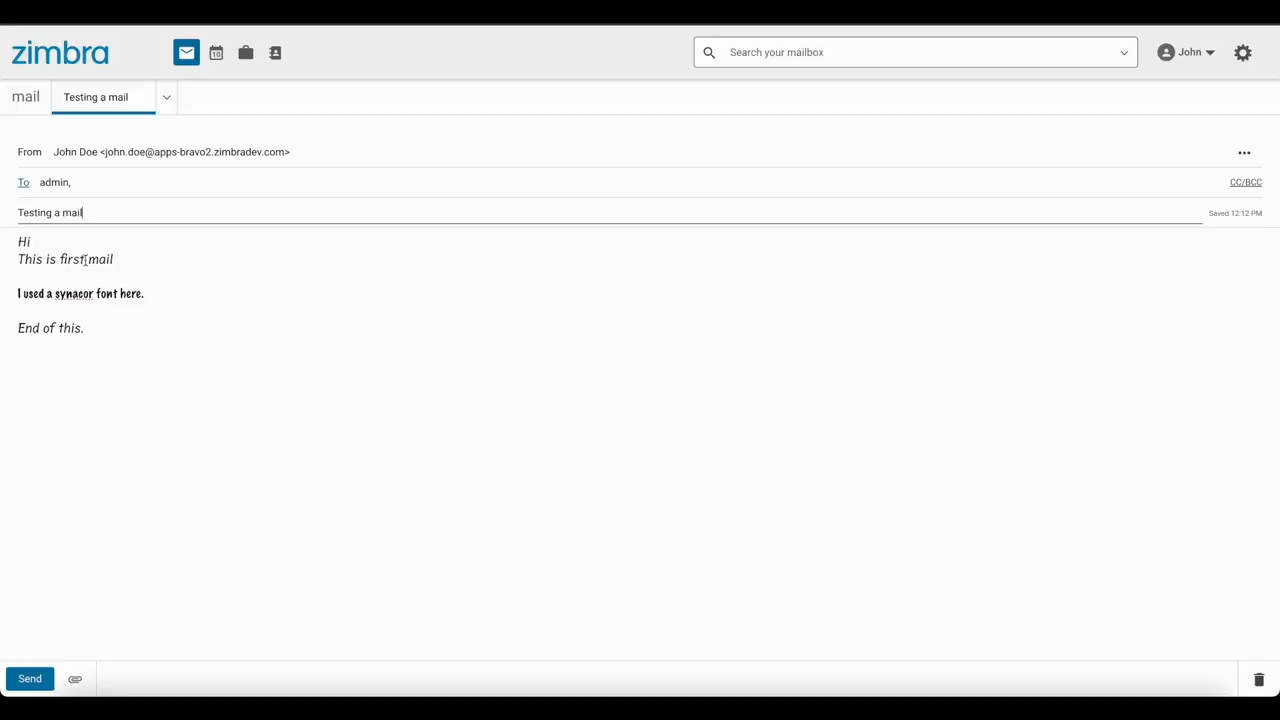 zimbra
10
Search your mailbox
John
mail
Testing a mail
From John Doe <john.doe@apps-bravo2.zimbradev.com>
To admin,
CC/BCC
Testing a mail
Saved 12:12 PM
Hi
This is first mail
I used a synacor font here.
End of this.
Send